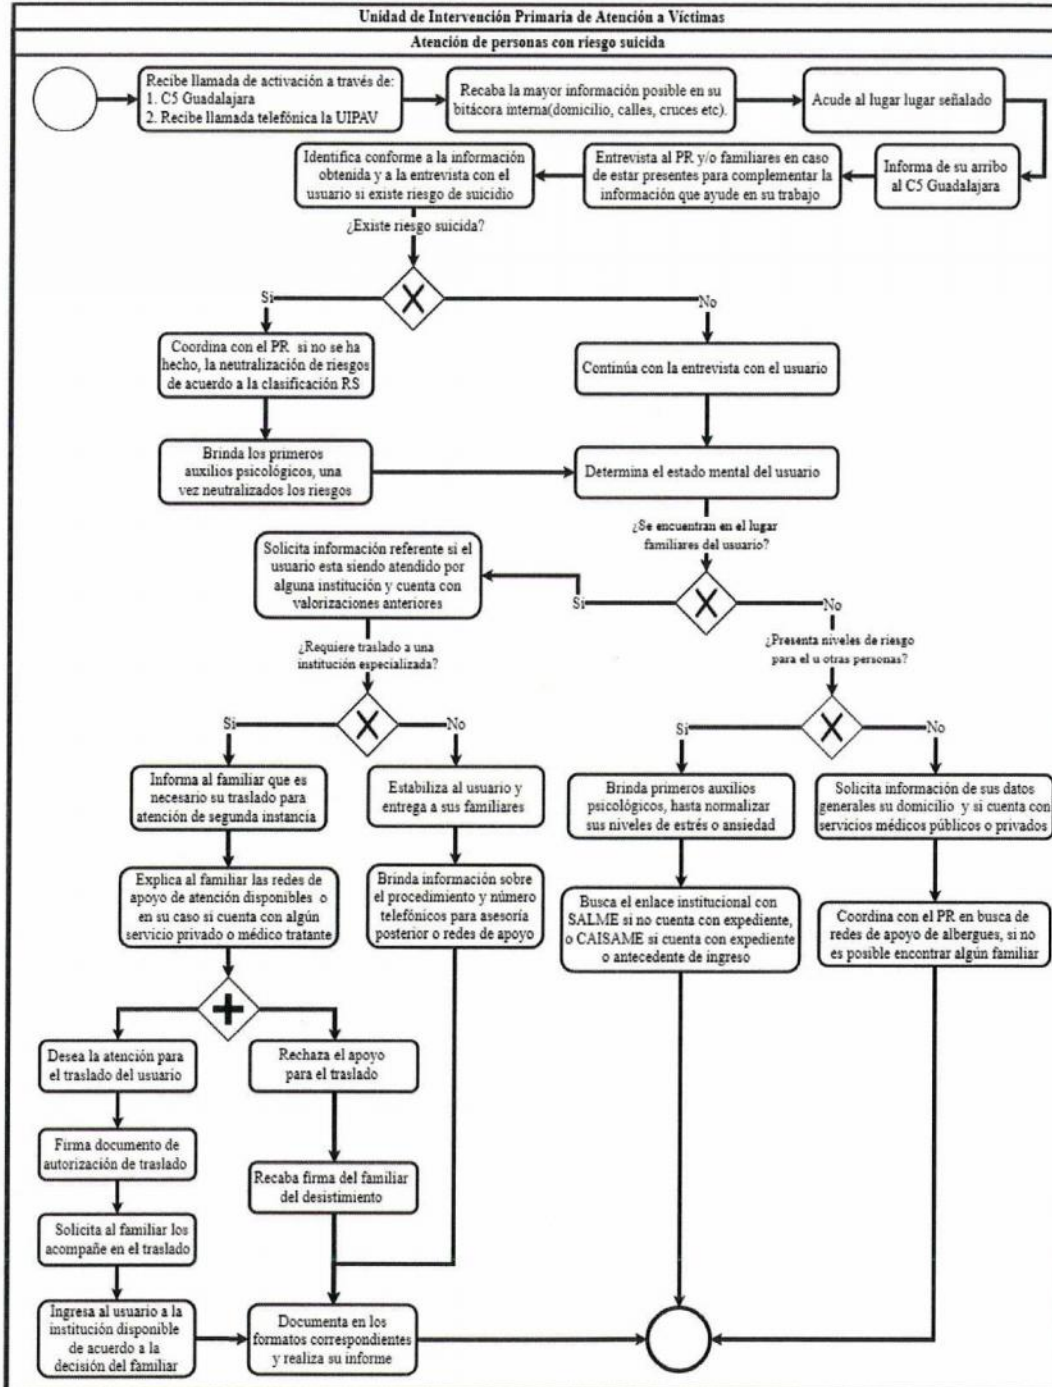 Unidad de Intervención Primaria de Atención a Víctimas
Atención de personas con riesgo suicida
Recibe llamada de activación a través de:
1. C5 Guadalajara
2. Recibe llamada telefónica la UIPAV
Recaba la mayor información posible en su
bitácora interna(domicilio, calles, cruces etc).
Acude al lugar lugar señalado
Informa de su arribo
al C5 Guadalajara
Entrevista al PR y/o familiares en caso
de estar presentes para complementar la
información que ayude en su trabajo
Identifica conforme a la información
obtenida y a la entrevista con el
usuario si existe riesgo de suicidio
¿Existe riesgo suicida?
Si
No
Coordina con el PR si no se ha
hecho, la neutralización de riesgos
de acuerdo a la clasificación RS
Continúa con la entrevista con el usuario
Brinda los primeros
auxilios psicológicos, una
vez neutralizados los riesgos
Determina el estado mental del usuario
¿Se encuentran en el lugar
familiares del usuario?
Si
No
Solicita información referente si el
usuario esta siendo atendido por
alguna institución y cuenta con
valorizaciones anteriores
¿Requiere traslado a una
institución especializada?
¿Presenta niveles de riesgo
para el u otras personas?
Si
No
Si
No
Informa al familiar que es
necesario su traslado para
atención de segunda instancia
Estabiliza al usuario y
entrega a sus familiares
Brinda primeros auxilios
psicológicos, hasta normalizar
sus niveles de estrés o ansiedad
Solicita información de sus datos
generales su domicilio y si cuenta con
servicios médicos públicos o privados
Explica al familiar las redes de
apoyo de atención disponibles o
en su caso si cuenta con algún
servicio privado o médico tratante
Brinda información sobre
el procedimiento y número
telefónicos para asesoría
posterior o redes de apoyo
Busca el enlace institucional con
SALME si no cuenta con expediente,
o CAISAME si cuenta con expediente
o antecedente de ingreso
Coordina con el PR en busca de
redes de apoyo de albergues, si no
es posible encontrar algún familiar
Desea la atención para
el traslado del usuario
Rechaza el apoyo
para el traslado
Firma documento de
autorización de traslado
Recaba firma del familiar
del desistimiento
Solicita al familiar los
acompañe en el traslado
Ingresa al usuario a la
institución disponible
de acuerdo a la
decisión del familiar
Documenta en los
formatos correspondientes
y realiza su informe